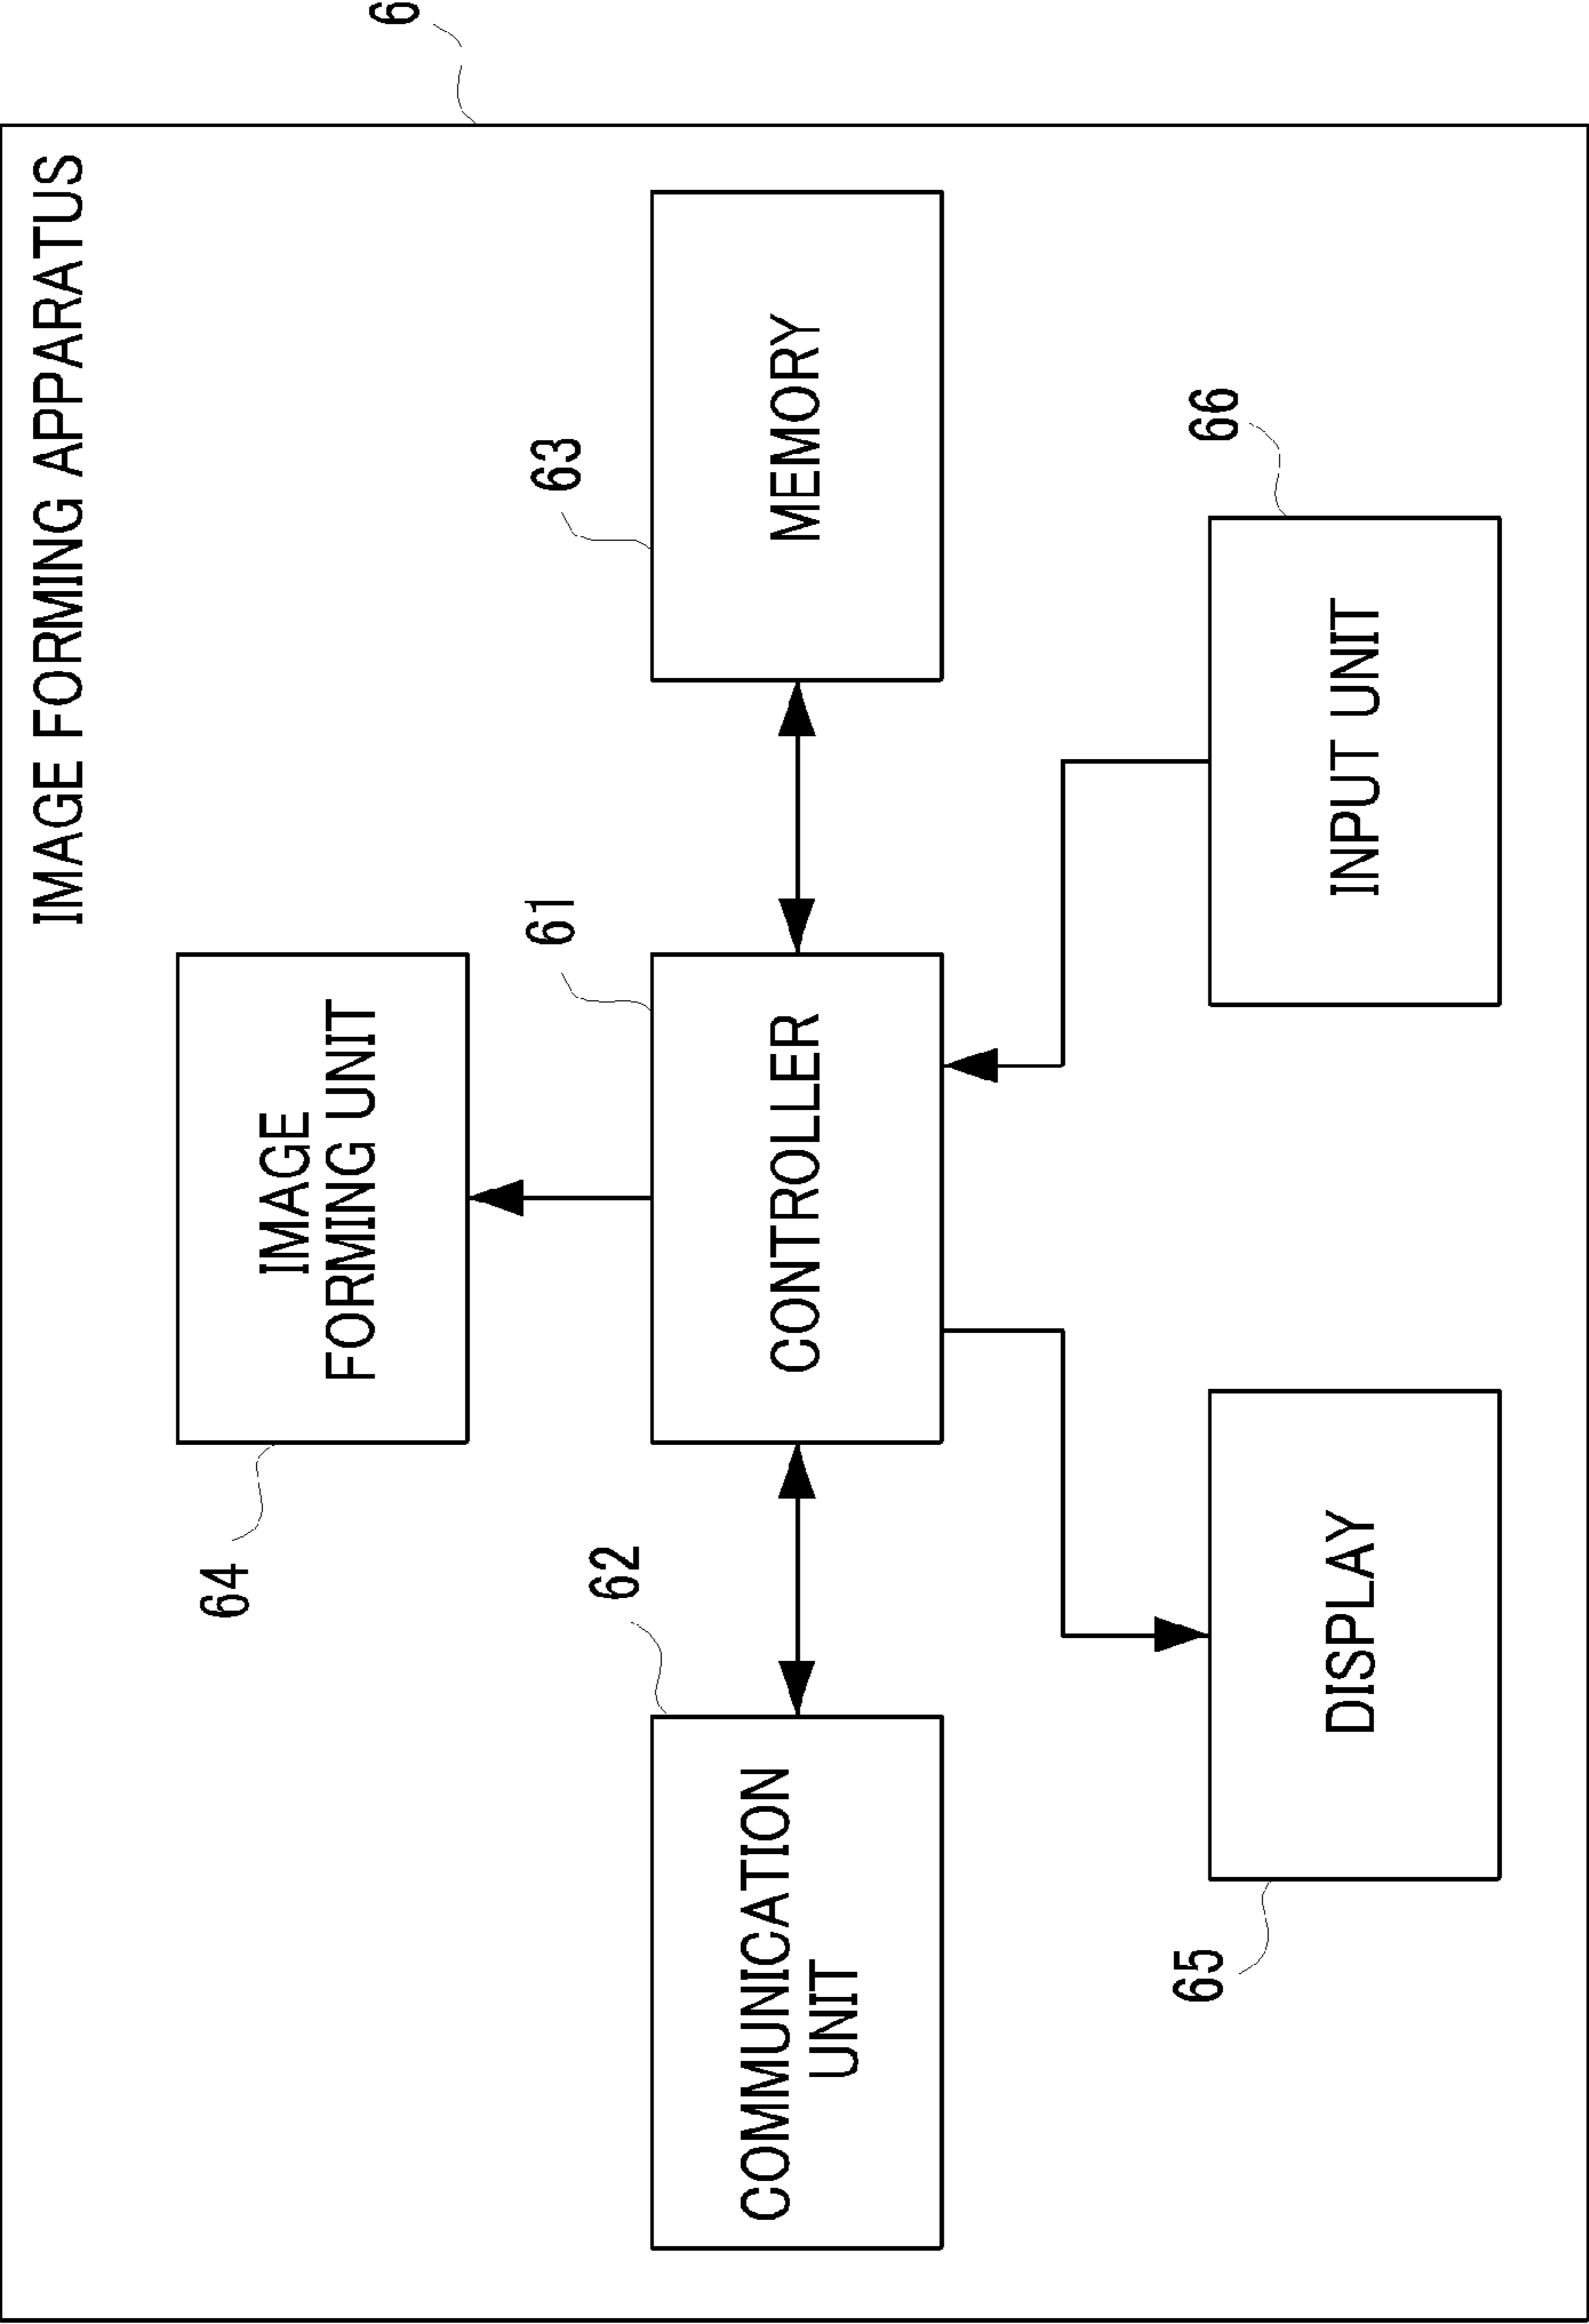 6
IMAGE FORMING APPARATUS
64
IMAGE
FORMING UNIT
62
61
63
COMMUNICATION
UNIT
CONTROLLER
MEMORY
65
DISPLAY
66
INPUT UNIT